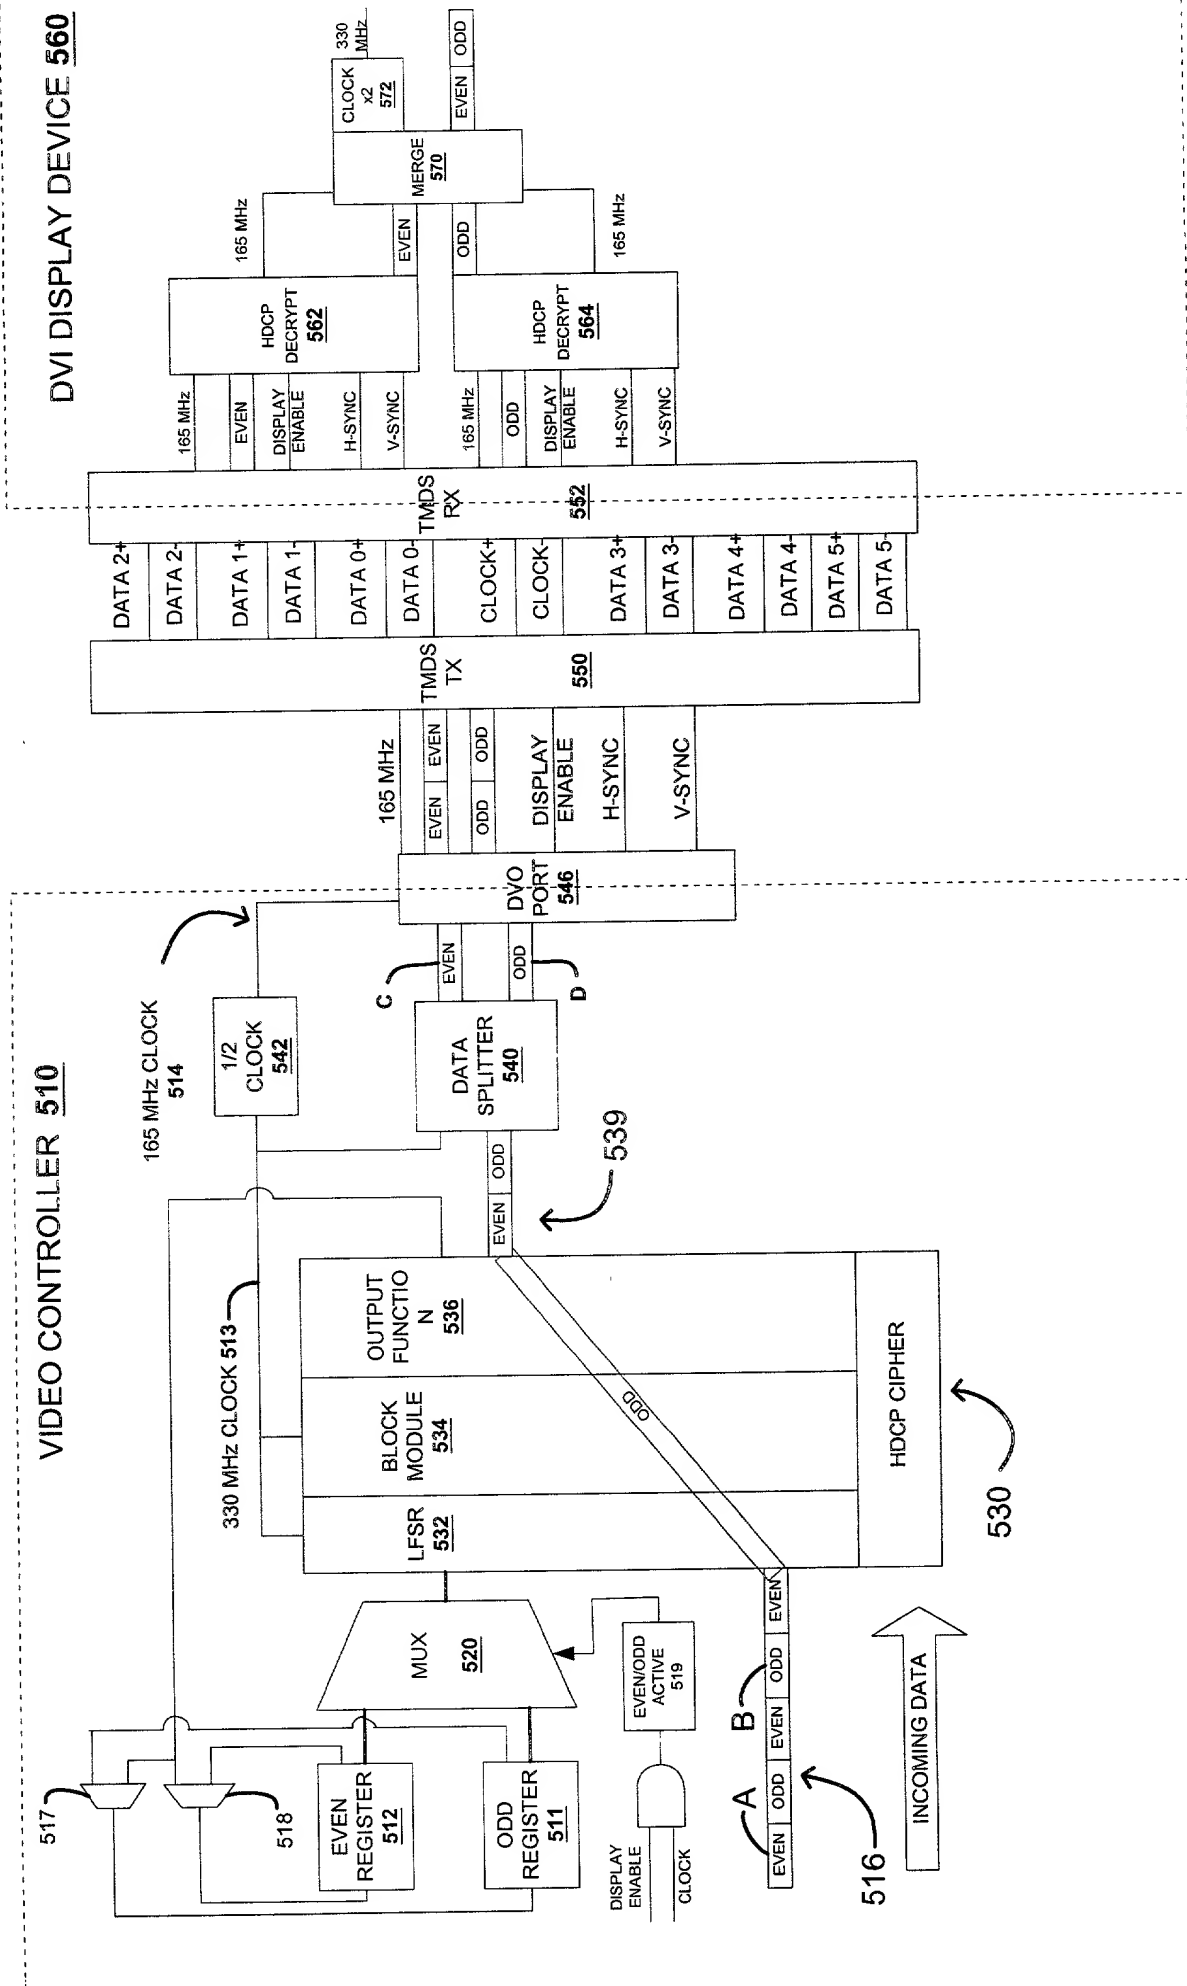 VIDEO CONTROLLER 510
DVI DISPLAY DEVICE 560
517
518
EVEN
REGISTER
512
ODD
REGISTER
511
DISPLAY
ENABLE
CLOCK
EVEN/ODD
ACTIVE
519
MUX
520
A
B
EVEN
ODD
EVEN
ODD
EVEN
516
INCOMING DATA
330 MHz CLOCK 513
LFSR
532
BLOCK
MODULE
534
OUTPUT
FUNCTIO
N
536
ODD
HDCP CIPHER
530
EVEN
ODD
539
165 MHz CLOCK
514
1/2
CLOCK
542
DATA
SPLITTER
540
C
EVEN
ODD
D
DVO
PORT
546
165 MHz
EVEN
EVEN
ODD
ODD
DISPLAY
ENABLE
H-SYNC
V-SYNC
TMDS
TX
550
DATA 2+
DATA 2-
DATA 1+
DATA 1-
DATA 0+
DATA 0-
CLOCK+
CLOCK-
DATA 3+
DATA 3-
DATA 4+
DATA 4-
DATA 5+
DATA 5-
TMDS
RX
552
165 MHz
EVEN
DISPLAY
ENABLE
H-SYNC
V-SYNC
165 MHz
ODD
DISPLAY
ENABLE
H-SYNC
V-SYNC
HDCP
DECRYPT
562
HDCP
DECRYPT
564
165 MHz
EVEN
ODD
165 MHz
MERGE
570
CLOCK
x2
572
330
MHz
EVEN
ODD